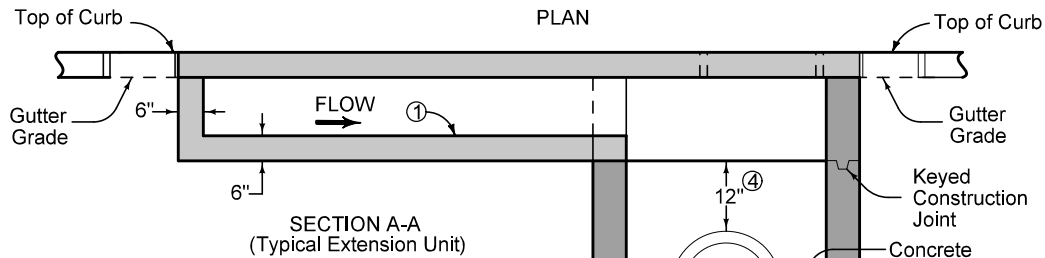 PLAN
Top of Curb
Top of Curb
FLOW
①
6"
Gutter
Grade
Gutter
Grade
6"
12"
④
Keyed
Construction
Joint
SECTION A-A
(Typical Extension Unit)
Concrete